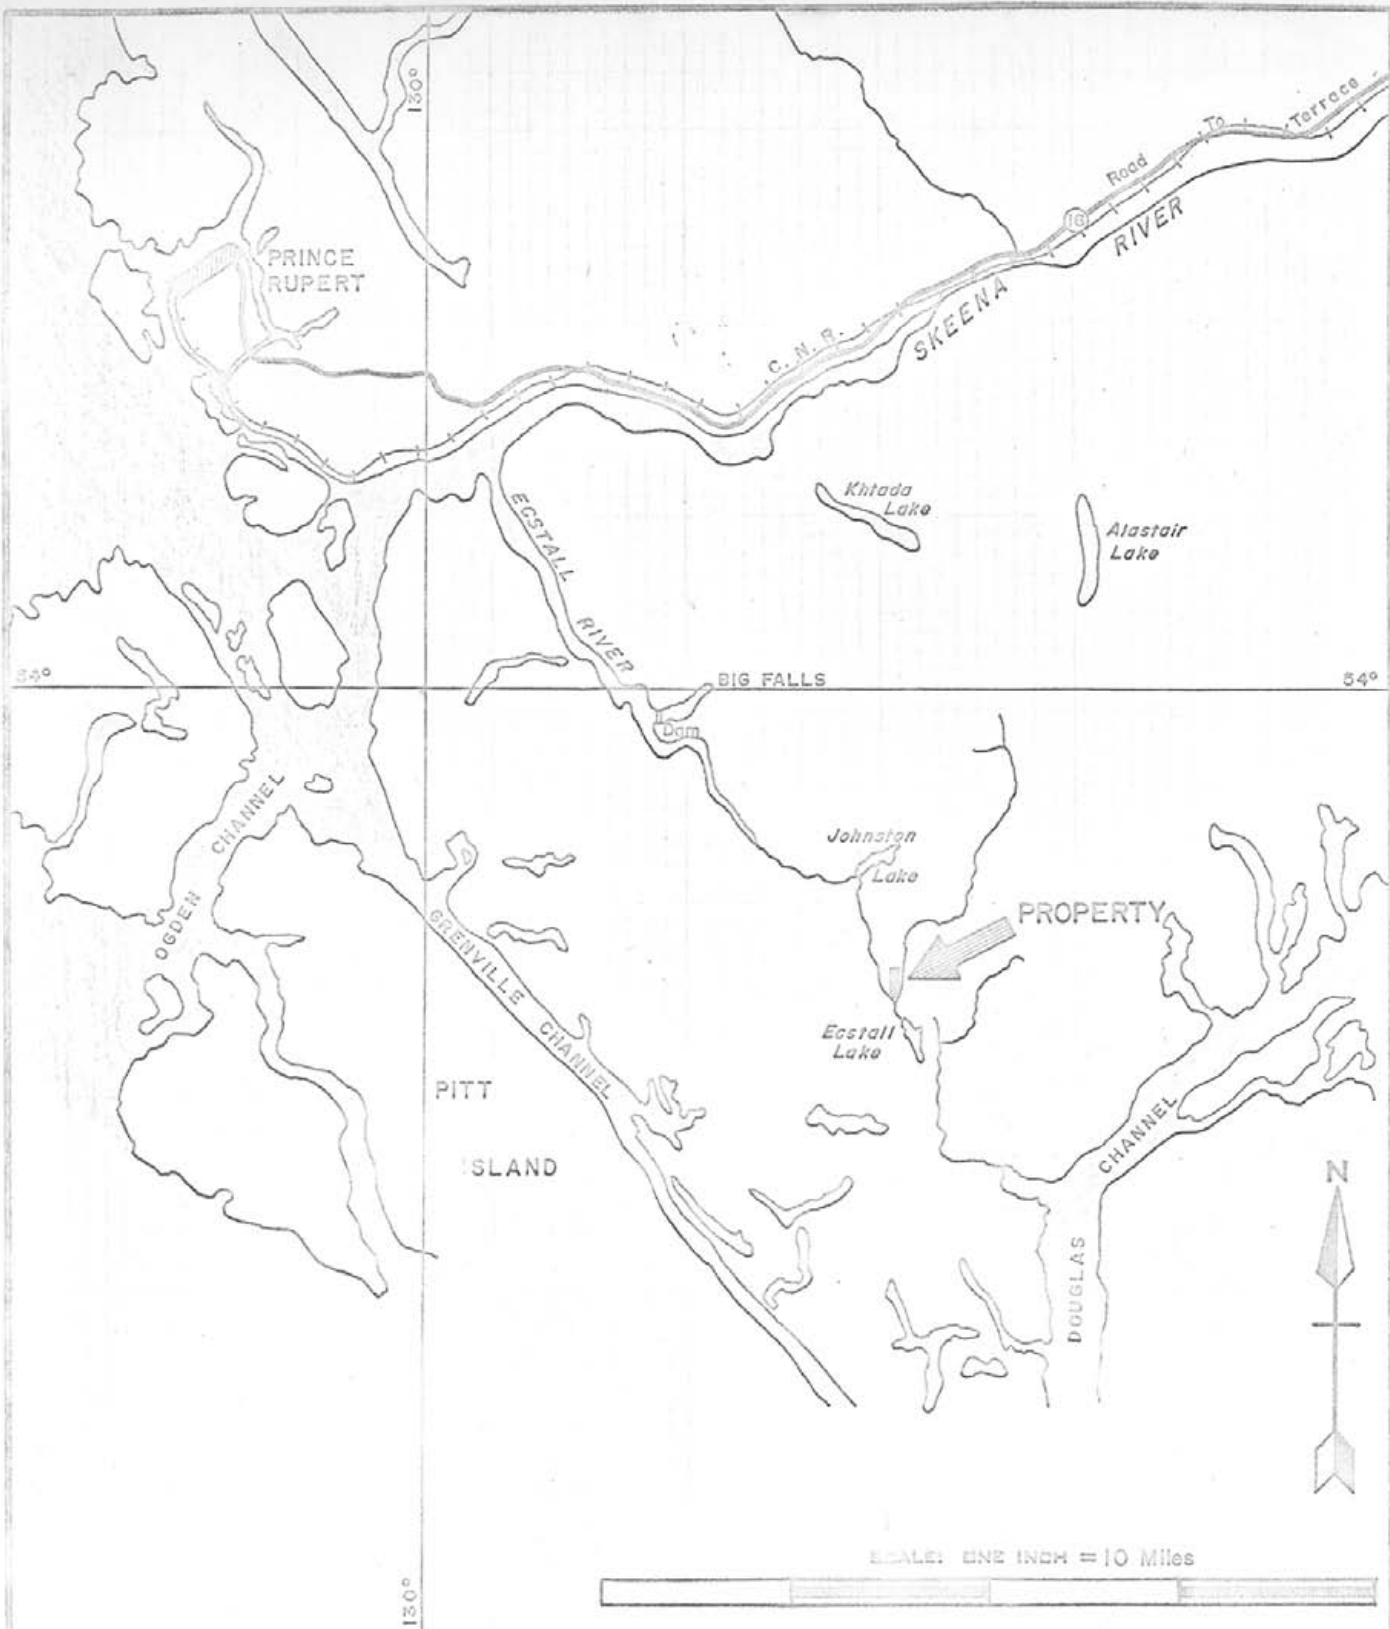 130°
Road To Terrace
16
RIVER
PRINCE
RUPERT
SKEENA
C. N. R.
Khtada
Lake
ECSTALL
Alastair
Lake
RIVER
54°
BIG FALLS
54°
Dam
CHANNEL
Johnston
Lake
OGDEN
PROPERTY
GRENVILLE
CHANNEL
Ecstall
Lake
PITT
ISLAND
CHANNEL
N
DOUGLAS
SCALE: ONE INCH = 10 Miles
130°